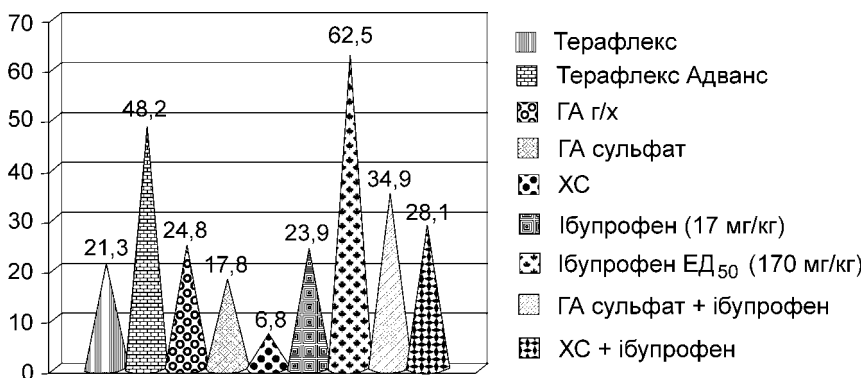 70
60
50
40
30
20
10
0
21,3
48,2
24,8
17,8
6,8
23,9
62,5
34,9
28,1
Терафлекс
Терафлекс Адванс
ГА г/х
ГА сульфат
ХС
Ібупрофен (17 мг/кг)
Ібупрофен ЕД50 (170 мг/кг)
ГА сульфат + ібупрофен
ХС + ібупрофен